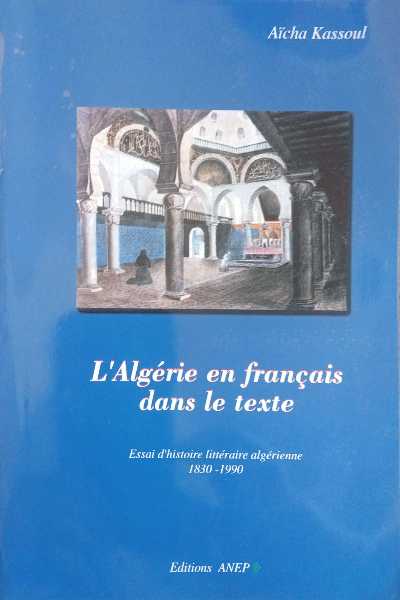 Aïcha Kassoul
L'Algérie en français
dans le texte
Essai d'histoire littéraire algérienne
1830 -1990
Editions ANEP